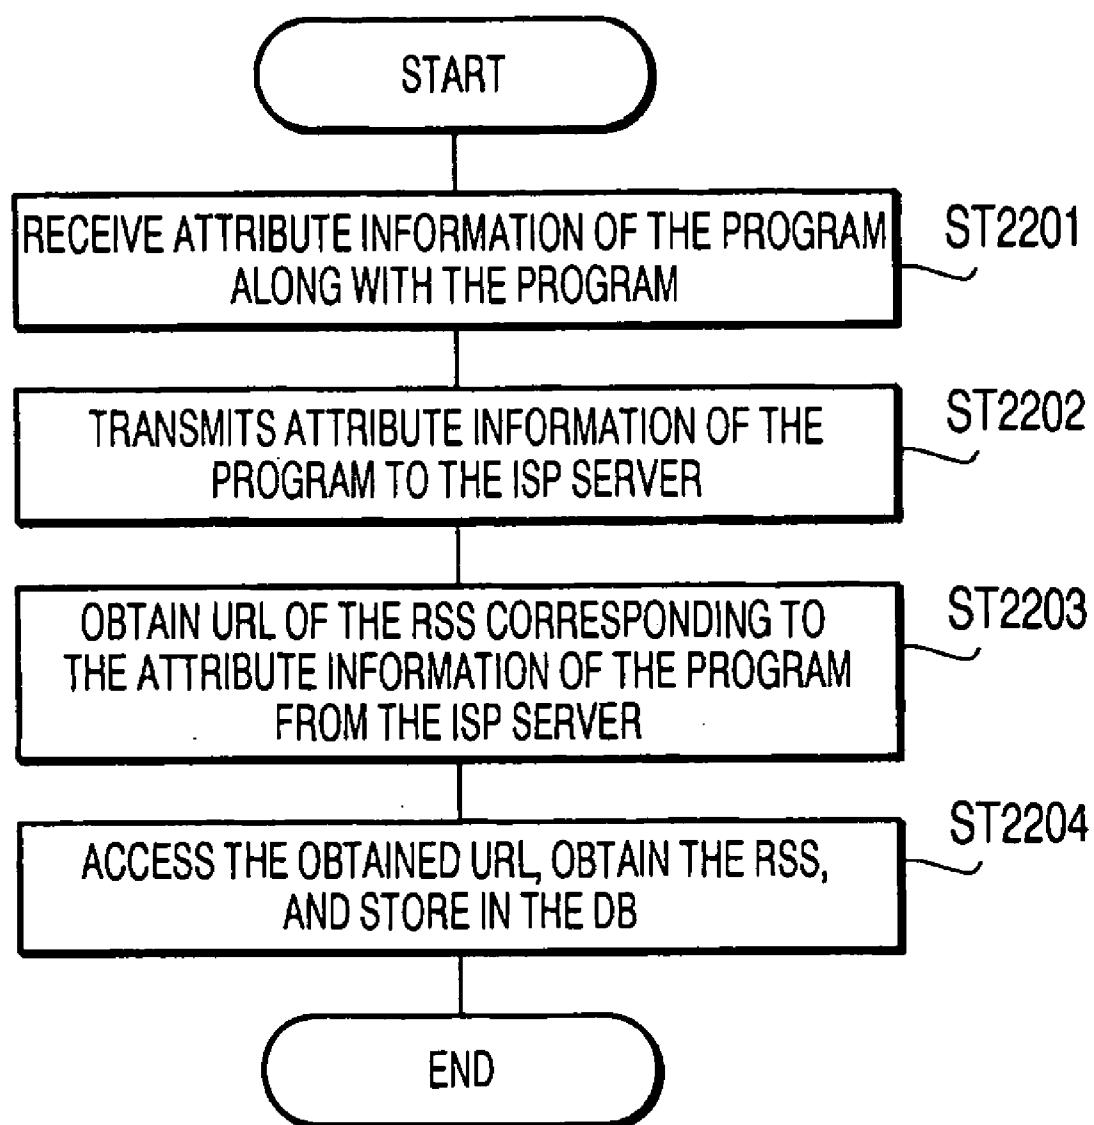 START
RECEIVE ATTRIBUTE INFORMATION OF THE PROGRAM
ALONG WITH THE PROGRAM
ST2201
TRANSMITS ATTRIBUTE INFORMATION OF THE
PROGRAM TO THE ISP SERVER
ST2202
OBTAIN URL OF THE RSS CORRESPONDING TO
THE ATTRIBUTE INFORMATION OF THE PROGRAM
FROM THE ISP SERVER
ST2203
ACCESS THE OBTAINED URL, OBTAIN THE RSS,
AND STORE IN THE DB
ST2204
END